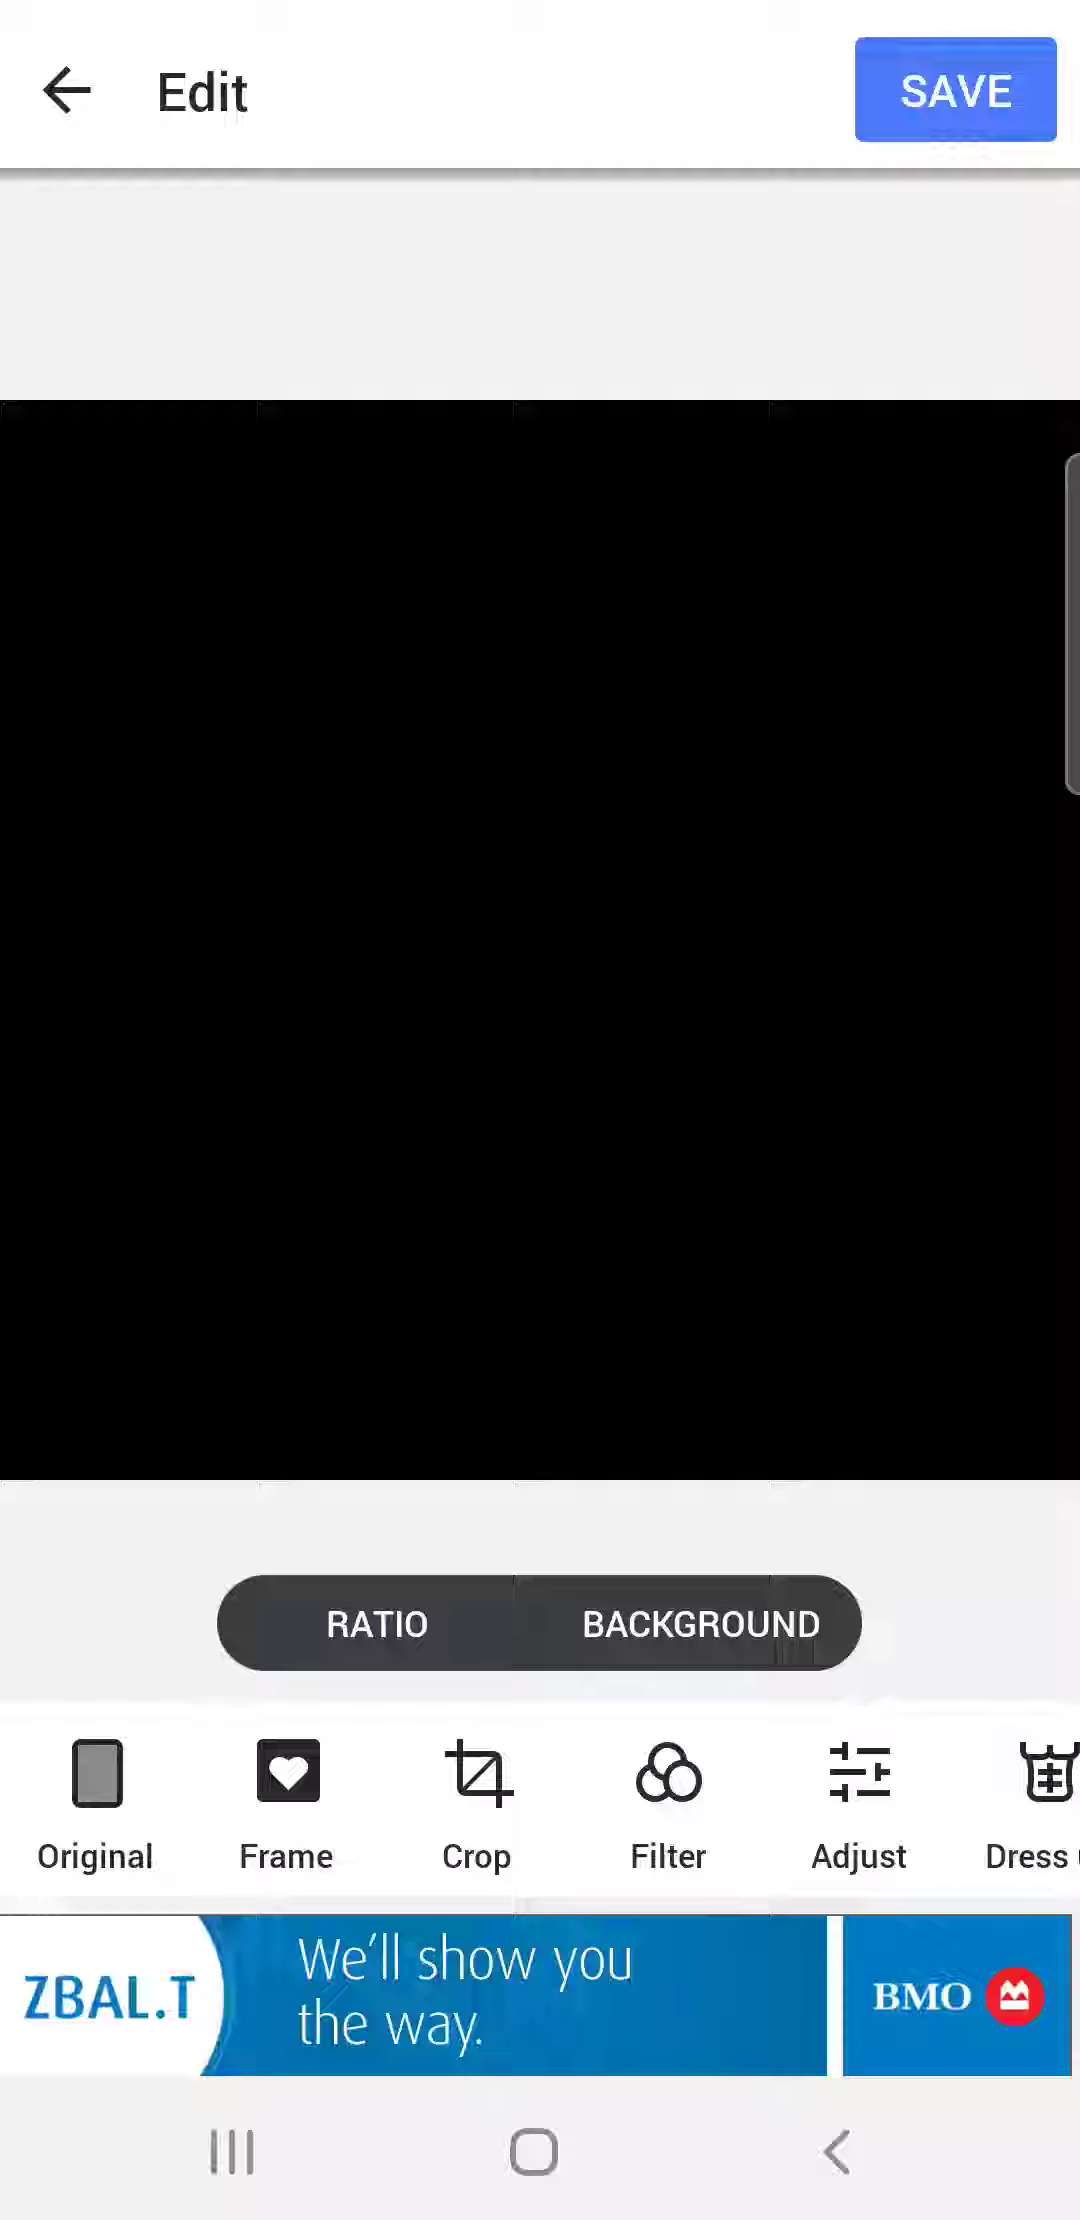 Edit
SAVE
RATIO
BACKGROUND
Original
Frame
Crop
Filter
Adjust
Dress
ZBAL.T
We'll show you
the way.
BMO